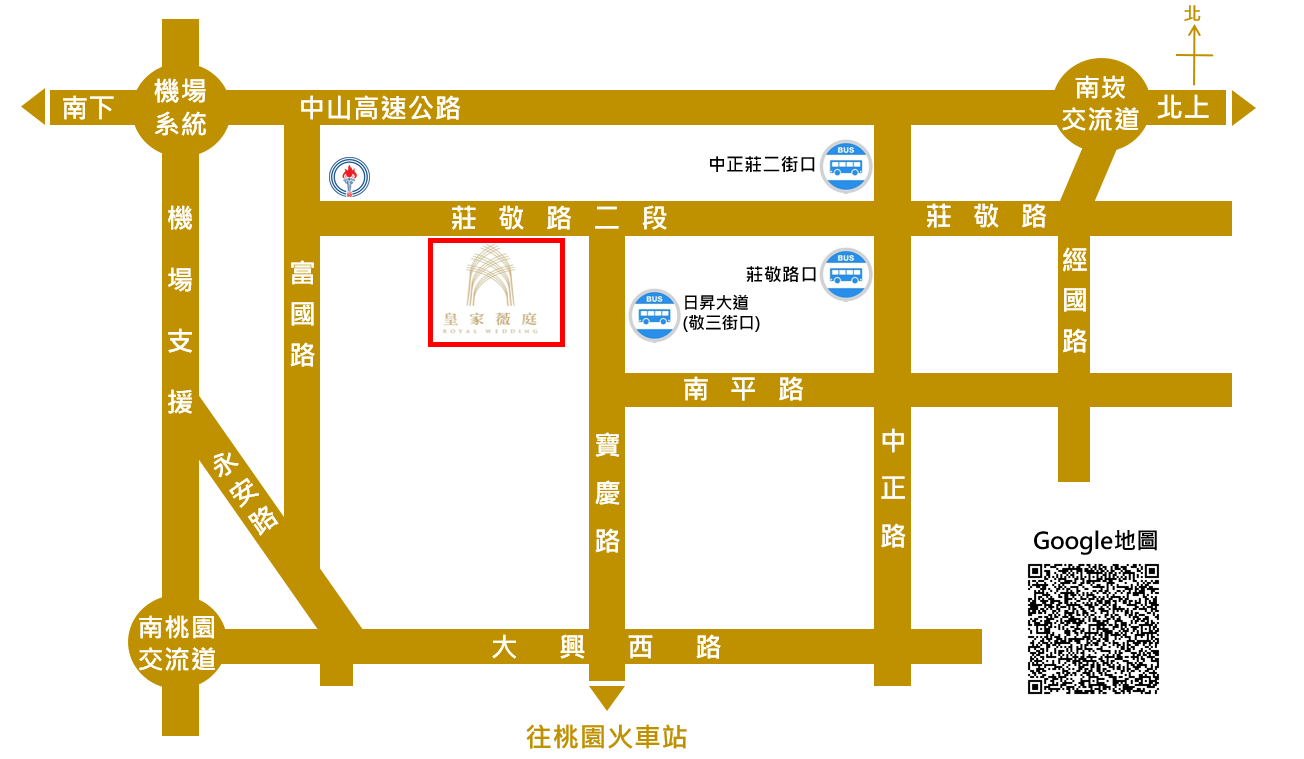 北
南下
機場
系統
中山高速公路
南崁
交流道
北上
中正莊二街口
BUS
機場支援
莊敬路二段
莊敬路
富國路
皇家薇庭
ROYAL WEDDING
莊敬路口
BUS
經國路
BUS
日昇大道
(敬三街口)
南平路
永安路
寶慶路
中正路
Google地圖
南桃園
交流道
大興西路
往桃園火車站